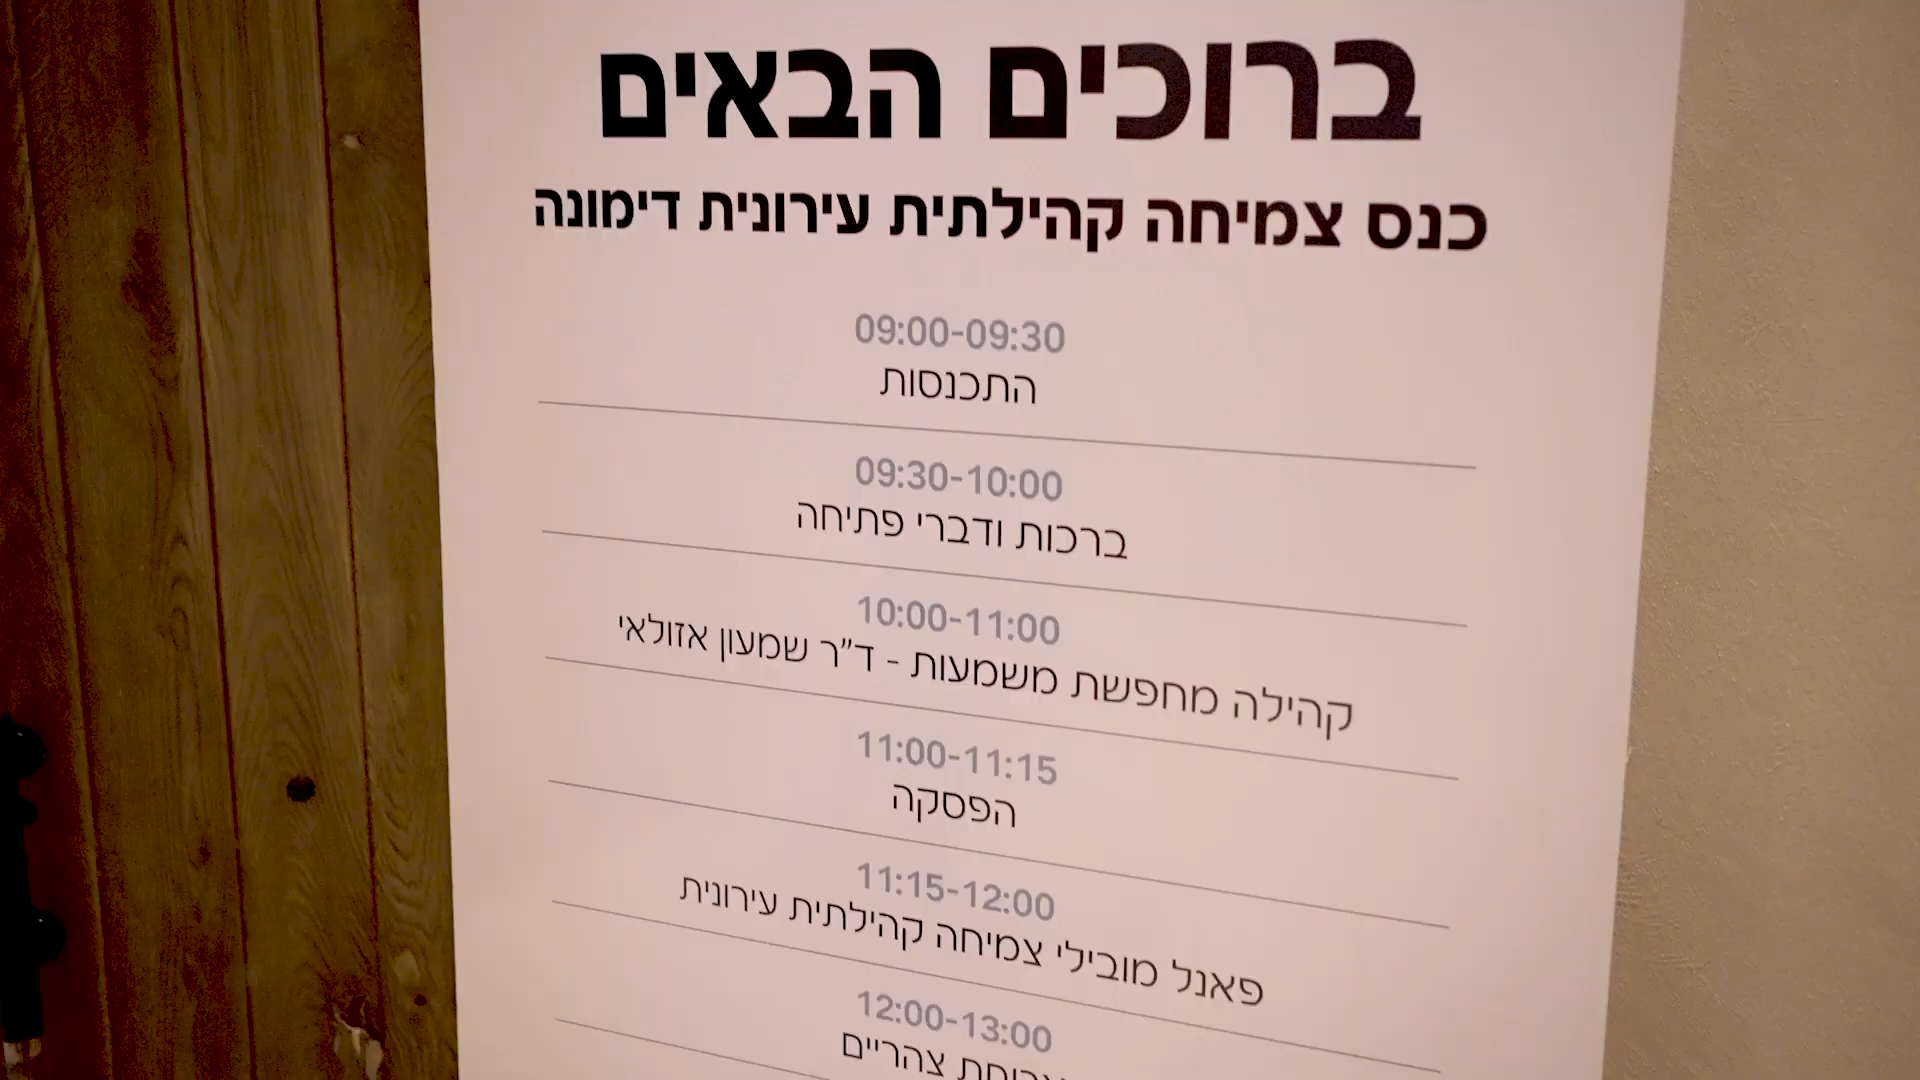 ברוכים הבאים
כנס צמיחה קהילתית עירונית דימונה
09:00-09:30
התכנסות
09:30-10:00
ברכות ודברי פתיחה
10:00-11:00
קהילה מחפשת משמעות - ד"ר שמעון אזולאי
11:00-11:15
הפסקה
11:15-12:00
פאנל מובילי צמיחה קהילתית עירונית
12:00-13:00
ארוחת צהריים